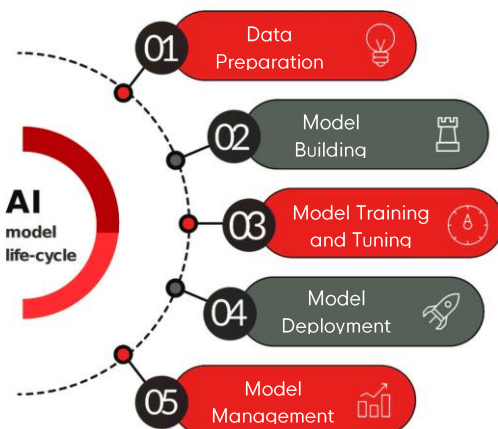 AI
model
life-cycle
01
Data
Preparation
02
Model
Building
03
Model Training
and Tuning
04
Model
Deployment
05
Model
Management